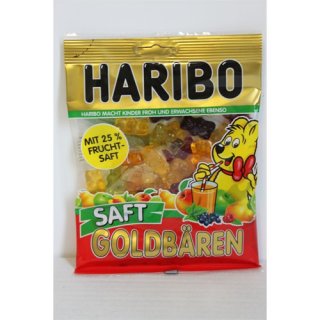 HARIBO
HARIBO MACHT KINDER FROH UND ERWACHSENE EBENSO
MIT 25 %
FRUCHT-
SAFT
SAFT
GOLDBÄREN